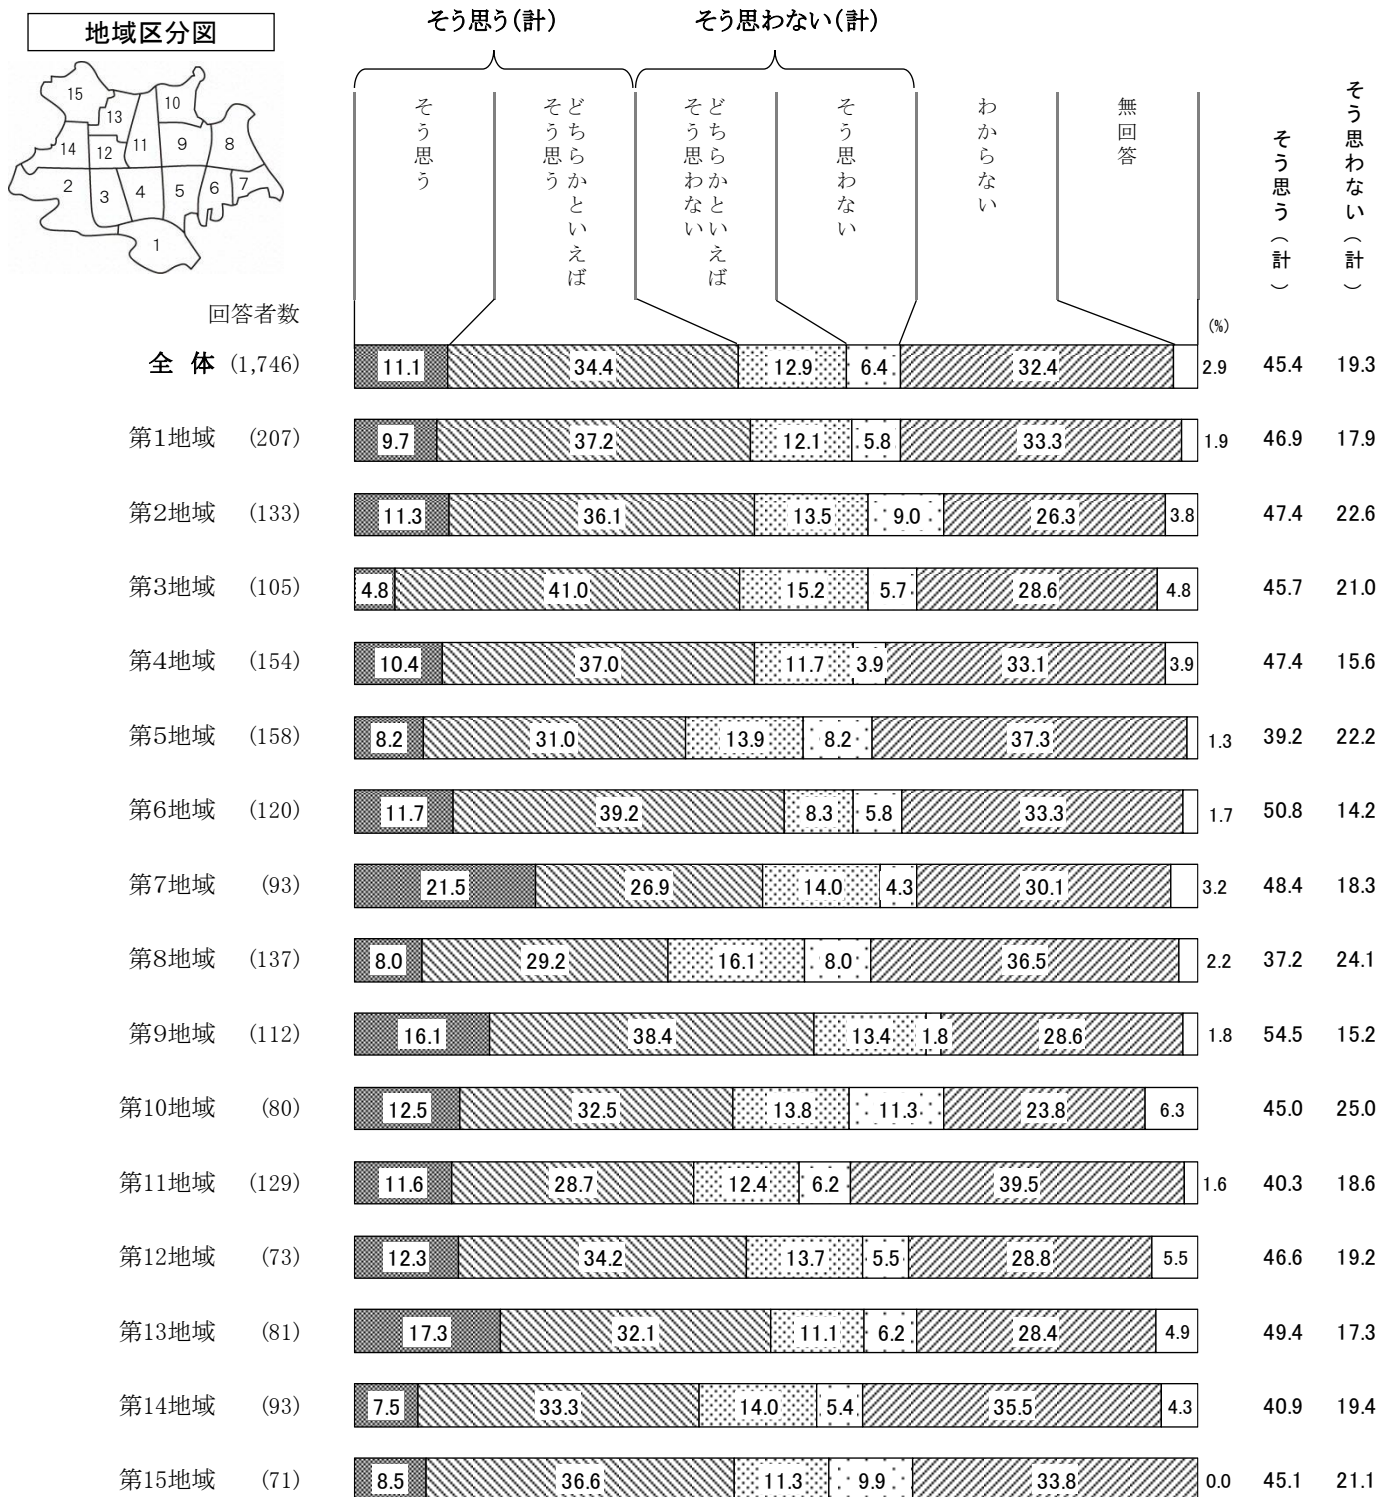 地域区分図
15
10
13
14
12
11
9
8
2
3
4
5
6
7
1
そう思う(計)
そう思わない(計)
そう思う
どちらかといえばそう思う
どちらかといえばそう思わない
そう思わない
わからない
無回答
そう思う(計)
そう思わない(計)
回答者数
(%)
全 体 (1,746) 11.1 34.4 12.9 6.4 32.4 2.9 45.4 19.3
第1地域 (207) 9.7 37.2 12.1 5.8 33.3 1.9 46.9 17.9
第2地域 (133) 11.3 36.1 13.5 9.0 26.3 3.8 47.4 22.6
第3地域 (105) 4.8 41.0 15.2 5.7 28.6 4.8 45.7 21.0
第4地域 (154) 10.4 37.0 11.7 3.9 33.1 3.9 47.4 15.6
第5地域 (158) 8.2 31.0 13.9 8.2 37.3 1.3 39.2 22.2
第6地域 (120) 11.7 39.2 8.3 5.8 33.3 1.7 50.8 14.2
第7地域 (93) 21.5 26.9 14.0 4.3 30.1 3.2 48.4 18.3
第8地域 (137) 8.0 29.2 16.1 8.0 36.5 2.2 37.2 24.1
第9地域 (112) 16.1 38.4 13.4 1.8 28.6 1.8 54.5 15.2
第10地域 (80) 12.5 32.5 13.8 11.3 23.8 6.3 45.0 25.0
第11地域 (129) 11.6 28.7 12.4 6.2 39.5 1.6 40.3 18.6
第12地域 (73) 12.3 34.2 13.7 5.5 28.8 5.5 46.6 19.2
第13地域 (81) 17.3 32.1 11.1 6.2 28.4 4.9 49.4 17.3
第14地域 (93) 7.5 33.3 14.0 5.4 35.5 4.3 40.9 19.4
第15地域 (71) 8.5 36.6 11.3 9.9 33.8 0.0 45.1 21.1